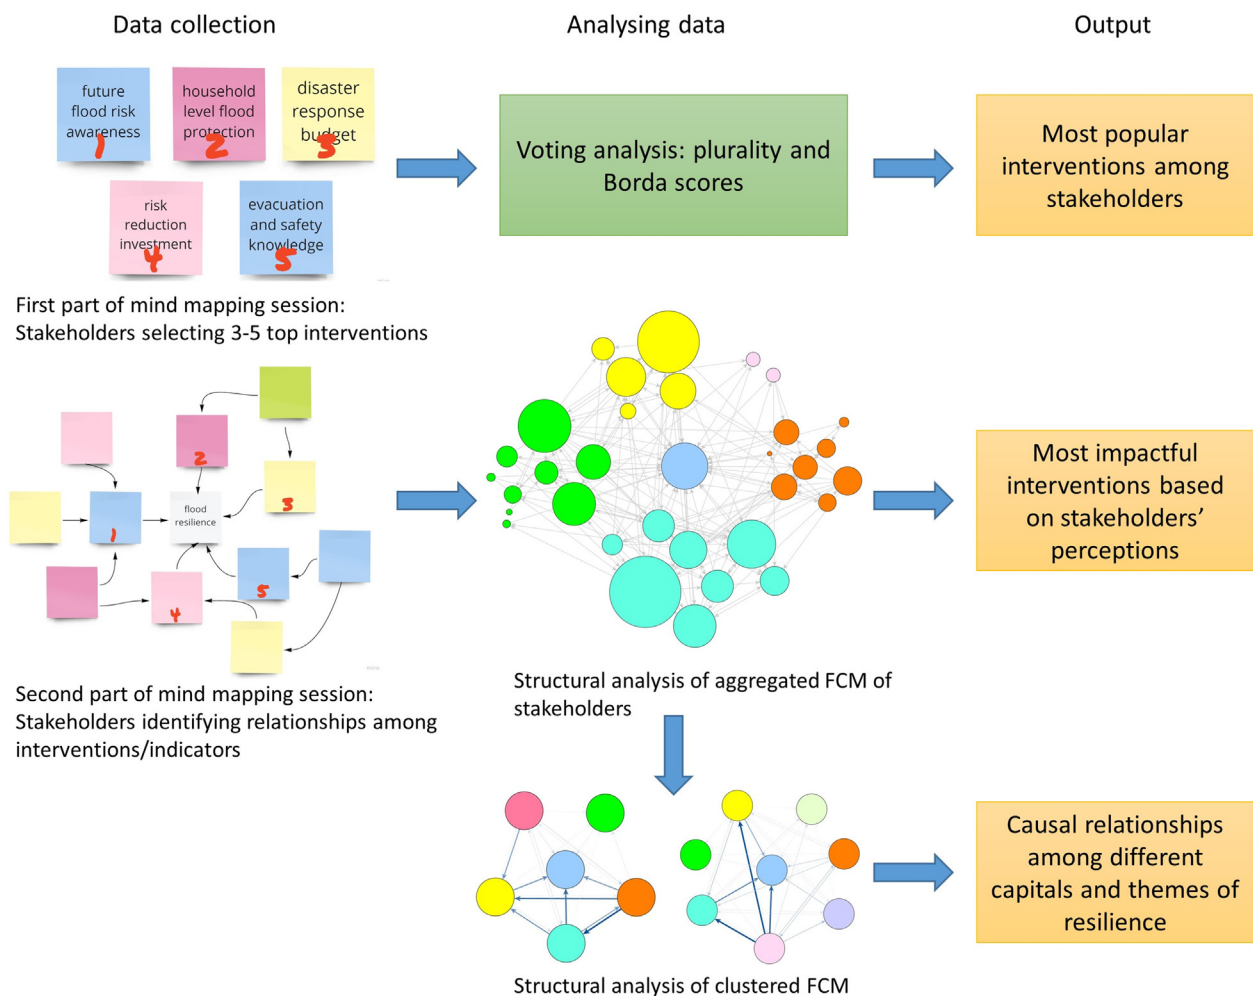 Data collection
Analysing data
Output
future
flood risk
awareness
1
household
level flood
protection
2
disaster
response
budget
3
risk
reduction
investment
4
evacuation
and safety
knowledge
5
Voting analysis: plurality and
Borda scores
Most popular
interventions among
stakeholders
First part of mind mapping session:
Stakeholders selecting 3-5 top interventions
2
3
1
flood
resilience
5
4
Most impactful
interventions based
on stakeholders’
perceptions
Second part of mind mapping session:
Stakeholders identifying relationships among
interventions/indicators
Structural analysis of aggregated FCM of
stakeholders
Causal relationships
among different
capitals and themes of
resilience
Structural analysis of clustered FCM